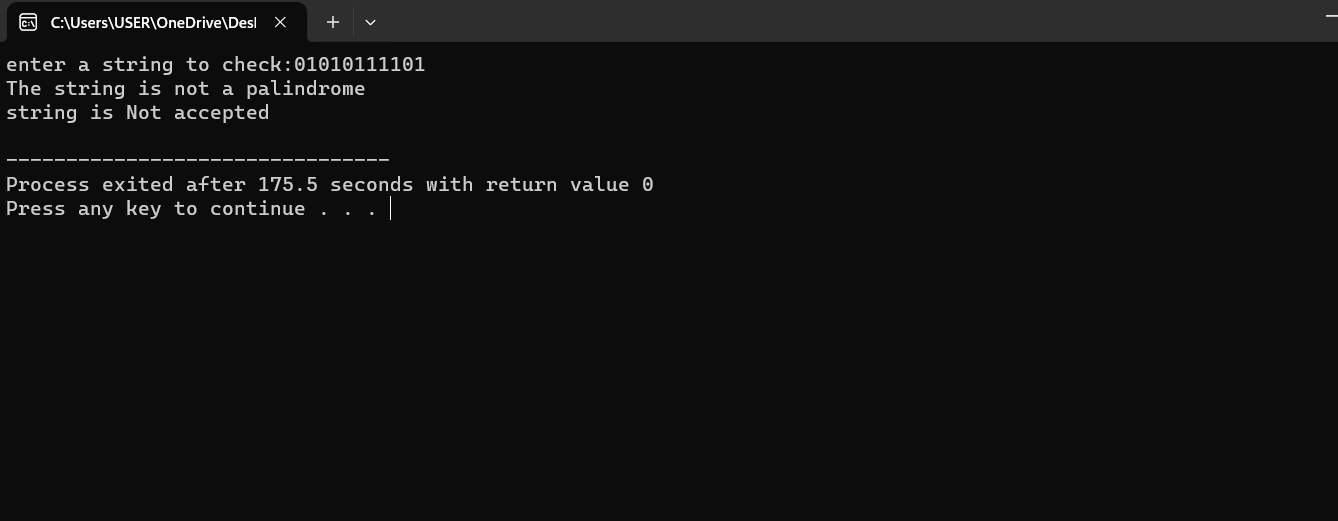 C:\Users\USER\OneDrive\Desl
enter a string to check:01010111101
The string is not a palindrome
string is Not accepted
--------------------------------
Process exited after 175.5 seconds with return value 0
Press any key to continue . . .